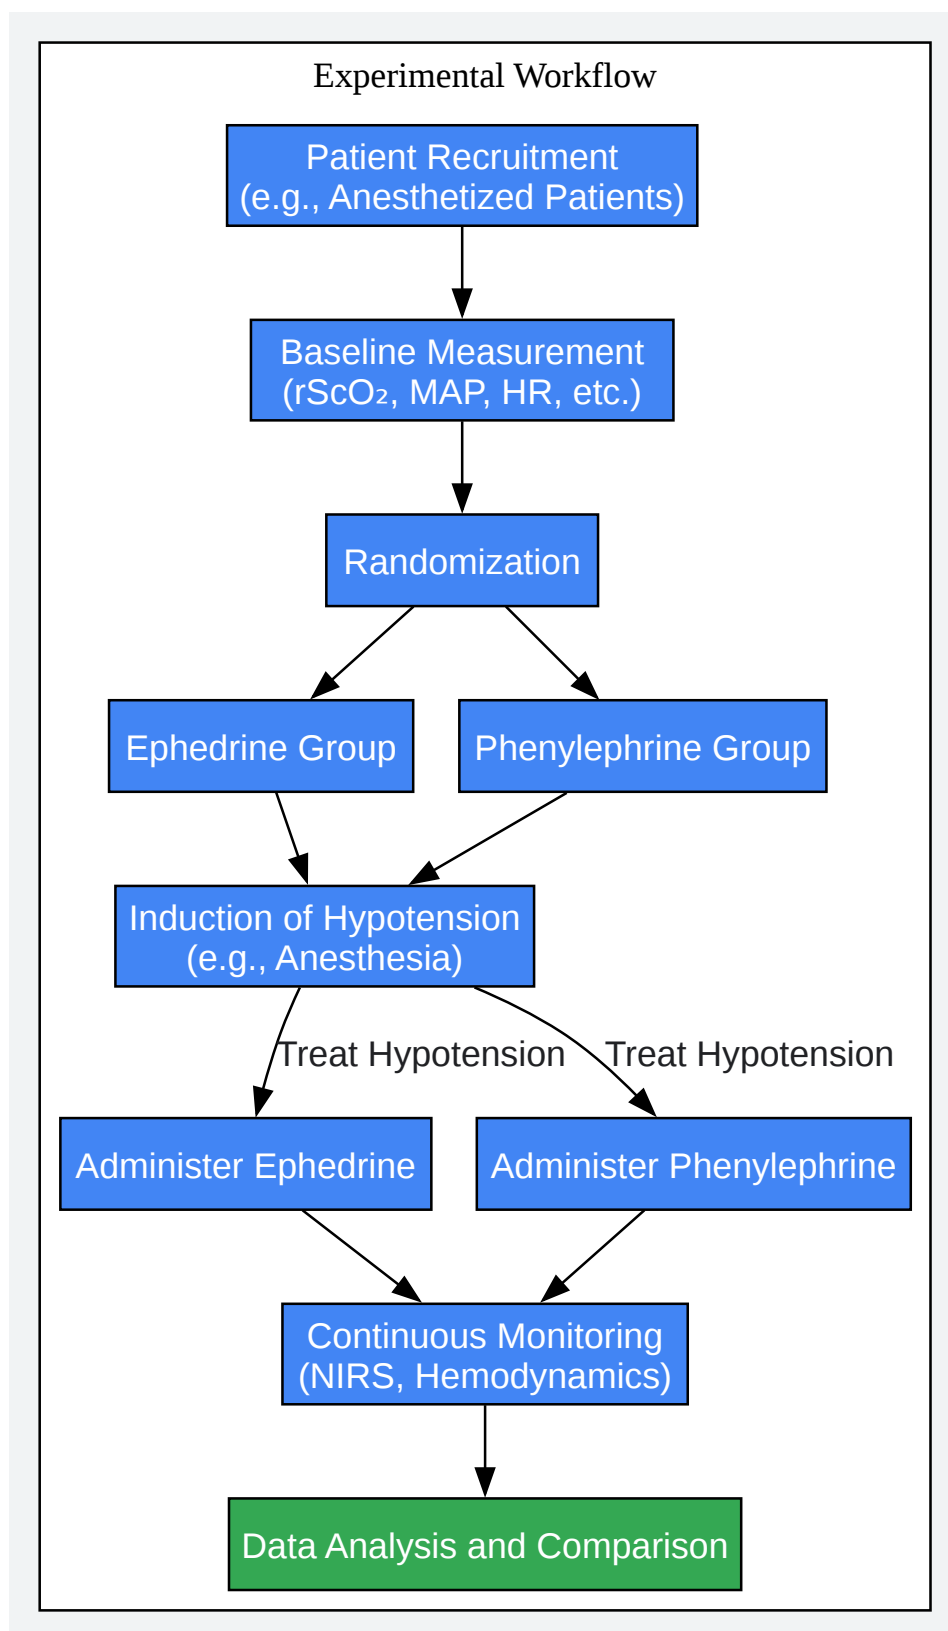 Experimental Workflow
Patient Recruitment
(e.g., Anesthetized Patients)
Baseline Measurement
(rScO₂, MAP, HR, etc.)
Randomization
Ephedrine Group
Phenylephrine Group
Induction of Hypotension
(e.g., Anesthesia)
Treat Hypotension
Treat Hypotension
Administer Ephedrine
Administer Phenylephrine
Continuous Monitoring
(NIRS, Hemodynamics)
Data Analysis and Comparison